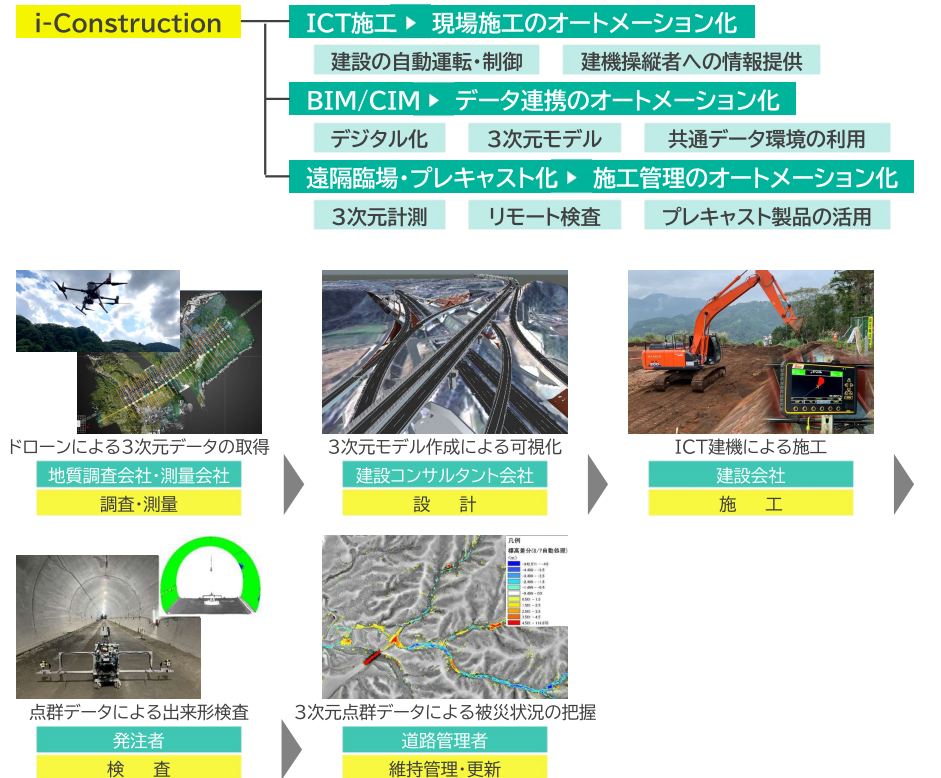 i-Construction
ICT施工 ▶ 現場施工のオートメーション化
建設の自動運転・制御
建機操縦者への情報提供
BIM/CIM ▶ データ連携のオートメーション化
デジタル化
3次元モデル
共通データ環境の利用
遠隔臨場・プレキャスト化 ▶ 施工管理のオートメーション化
3次元計測
リモート検査
プレキャスト製品の活用
ドローンによる3次元データの取得
地質調査会社・測量会社
調査・測量
3次元モデル作成による可視化
建設コンサルタント会社
設 計
ICT建機による施工
建設会社
施 工
点群データによる出来形検査
発注者
検 査
凡例
3次元点群データによる被災状況の把握
道路管理者
維持管理・更新